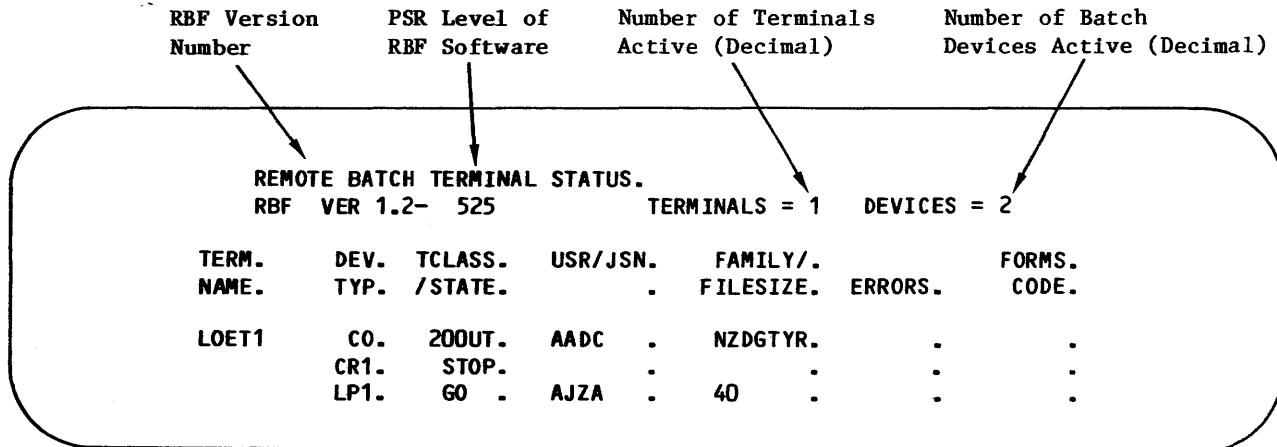 RBF Version Number
PSR Level of RBF Software
Number of Terminals Active (Decimal)
Number of Batch Devices Active (Decimal)
REMOTE BATCH TERMINAL STATUS.
RBF VER 1.2- 525 TERMINALS = 1 DEVICES = 2
TERM. DEV. TCLASS. USR/JSN. FAMILY/. FORMS.
NAME. TYP. /STATE. . FILESIZE. ERRORS. CODE.
LOET1 CO. 200UT. AADC . NZDGTYR. . .
CR1. STOP. . . . .
LP1. GO . AJZA . 40 . . .